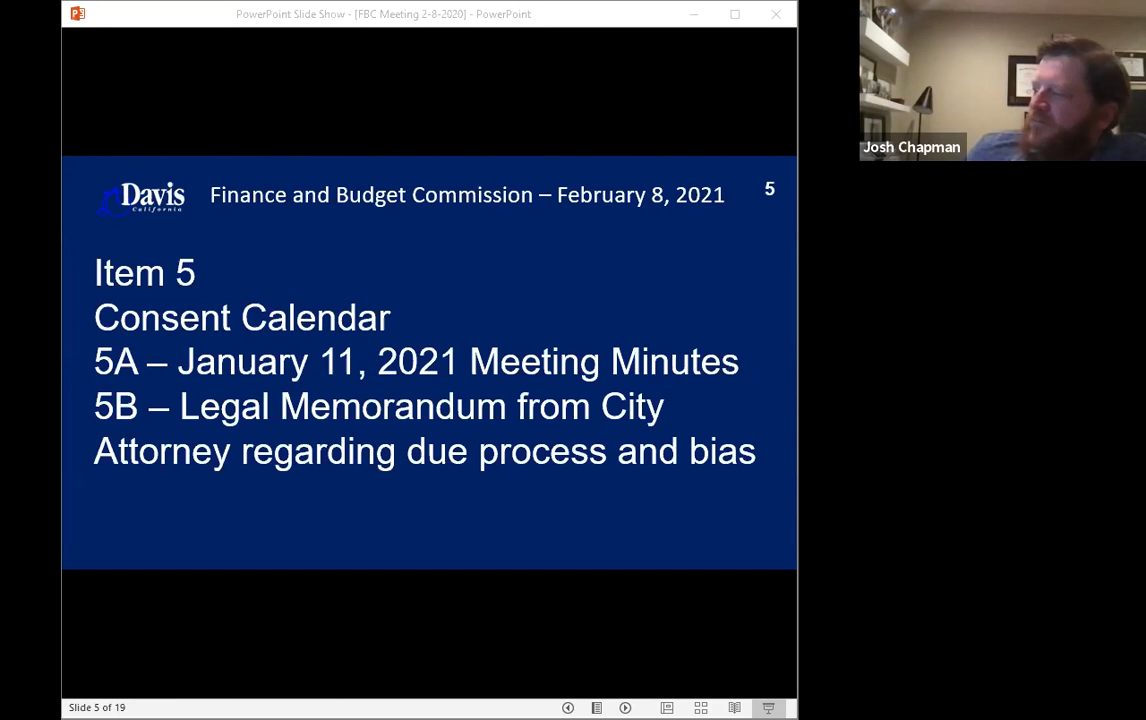 PowerPoint Slide Show - [FBC Meeting 2-8-2020] - PowerPoint
Josh Chapman
Davis
California
Finance and Budget Commission – February 8, 2021
5
Item 5
Consent Calendar
5A – January 11, 2021 Meeting Minutes
5B – Legal Memorandum from City
Attorney regarding due process and bias
Slide 5 of 19